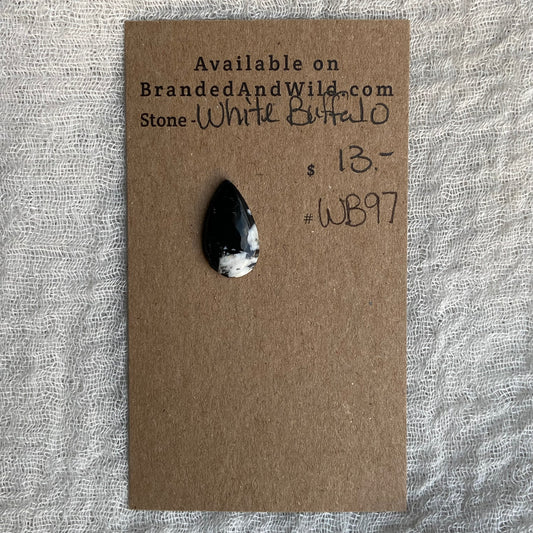 Available on
BrandedAndWild.com
Stone - White Buffalo
$ 13.-
# WB97